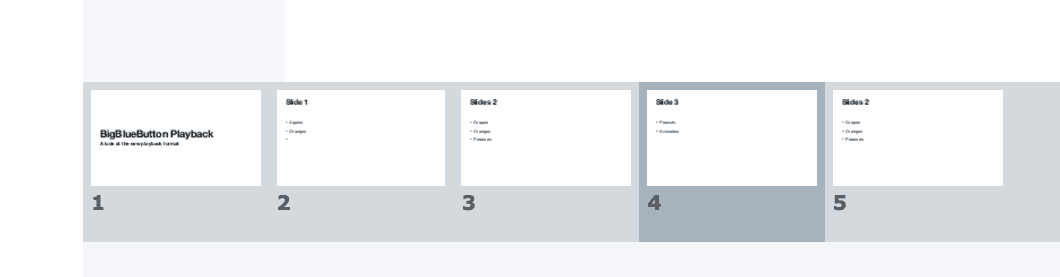 BigBlueButton Playback
A look at the new playback format
1
Slide 1
• Apples
• Oranges
•
2
Slides 2
• Grapes
• Oranges
• Potatoes
3
Slide 3
• Peanuts
• Avocados
4
Slides 2
• Grapes
• Oranges
• Potatoes
5